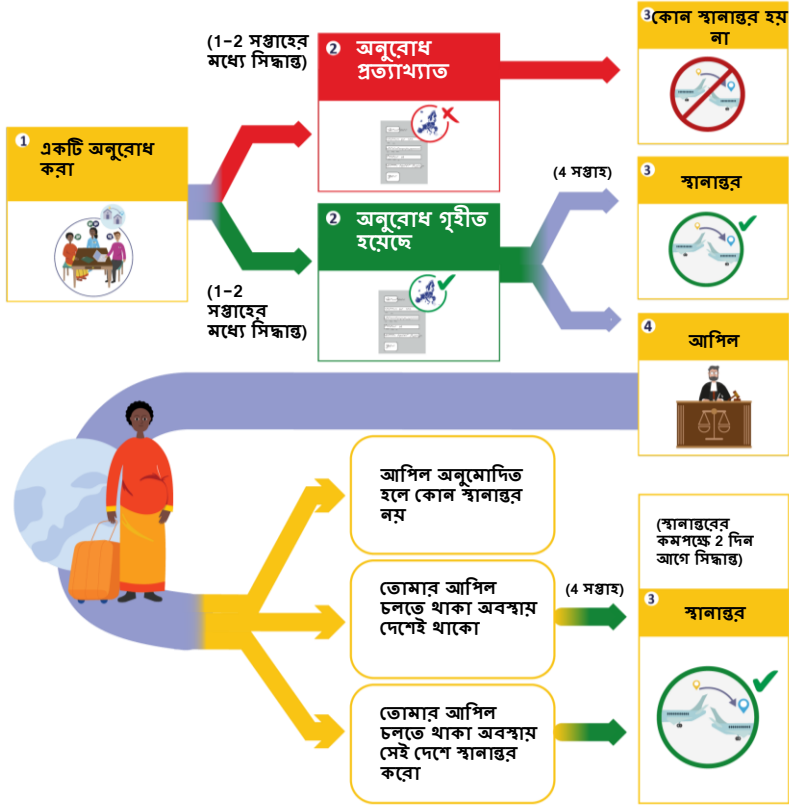 (1-2 সপ্তাহের
মধ্যে সিদ্ধান্ত)
2 অনুরোধ
প্রত্যাখ্যাত
3 কোন স্থানান্তর হয়
না
1 একটি অনুরোধ
করা
(4 সপ্তাহ)
3 স্থানান্তর
2 অনুরোধ গৃহীত
হয়েছে
(1-2
সপ্তাহের
মধ্যে সিদ্ধান্ত)
4 আপিল
আপিল অনুমোদিত
হলে কোন স্থানান্তর
নয়
(স্থানান্তরের
কমপক্ষে 2 দিন
আগে সিদ্ধান্ত)
তোমার আপিল
চলতে থাকা অবস্থায়
দেশেই থাকো
(4 সপ্তাহ)
3 স্থানান্তর
তোমার আপিল
চলতে থাকা অবস্থায়
সেই দেশে স্থানান্তর
করো